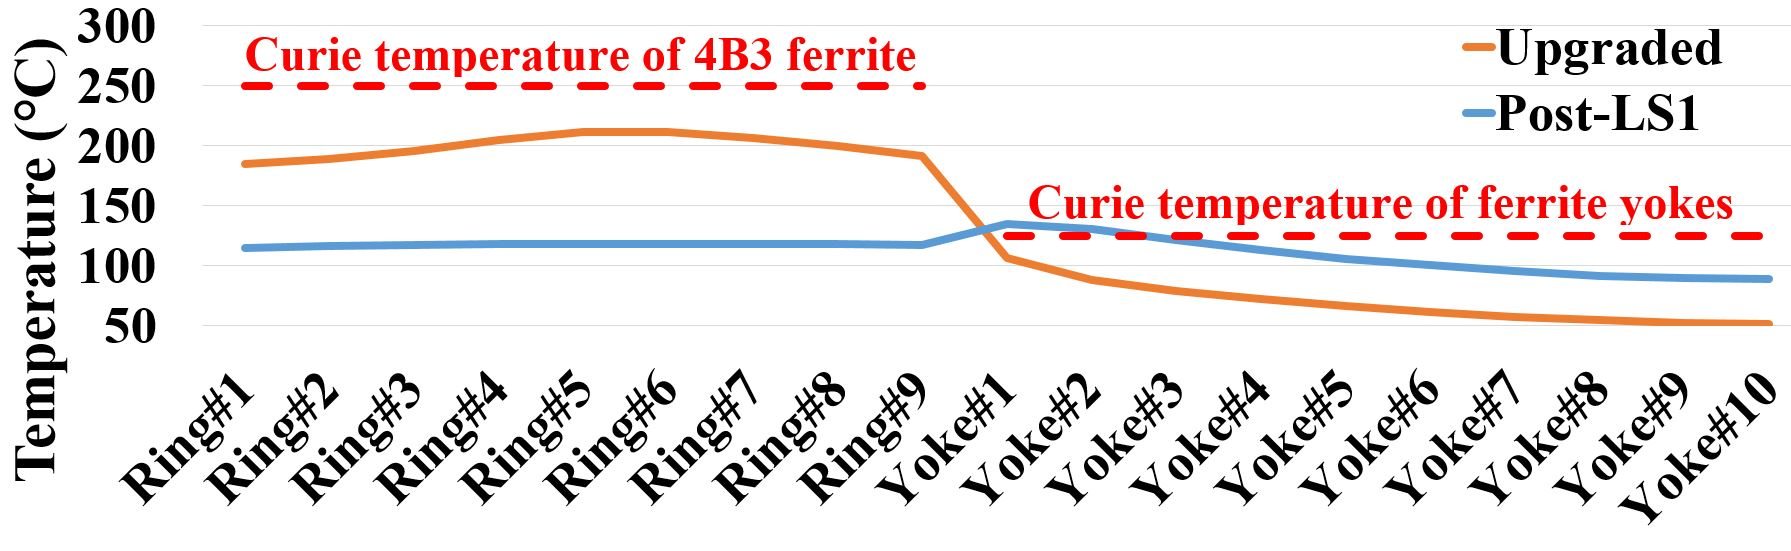 Temperature (°C)
300
250
200
150
100
50
Curie temperature of 4B3 ferrite
Upgraded
Post-LS1
Curie temperature of ferrite yokes
Ring#1
Ring#2
Ring#3
Ring#4
Ring#5
Ring#6
Ring#7
Ring#8
Ring#9
Yoke#1
Yoke#2
Yoke#3
Yoke#4
Yoke#5
Yoke#6
Yoke#7
Yoke#8
Yoke#9
Yoke#10